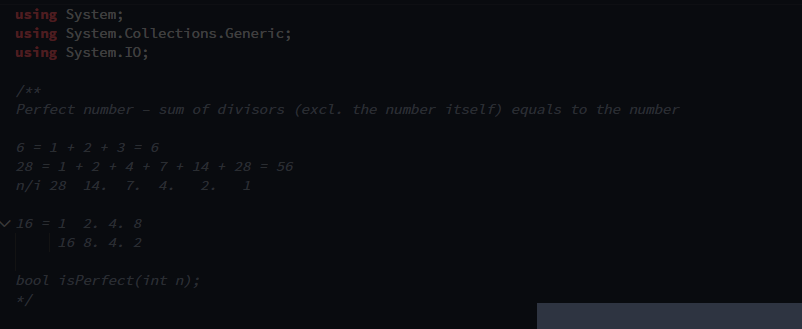 using System;
using System.Collections.Generic;
using System.IO;
/**
Perfect number – sum of divisors (excl. the number itself) equals to the number
6 = 1 + 2 + 3 = 6
28 = 1 + 2 + 4 + 7 + 14 + 28 = 56
n/i 28 14. 7. 4. 2. 1
16 = 1 2. 4. 8
16 8. 4. 2
bool isPerfect(int n);
*/